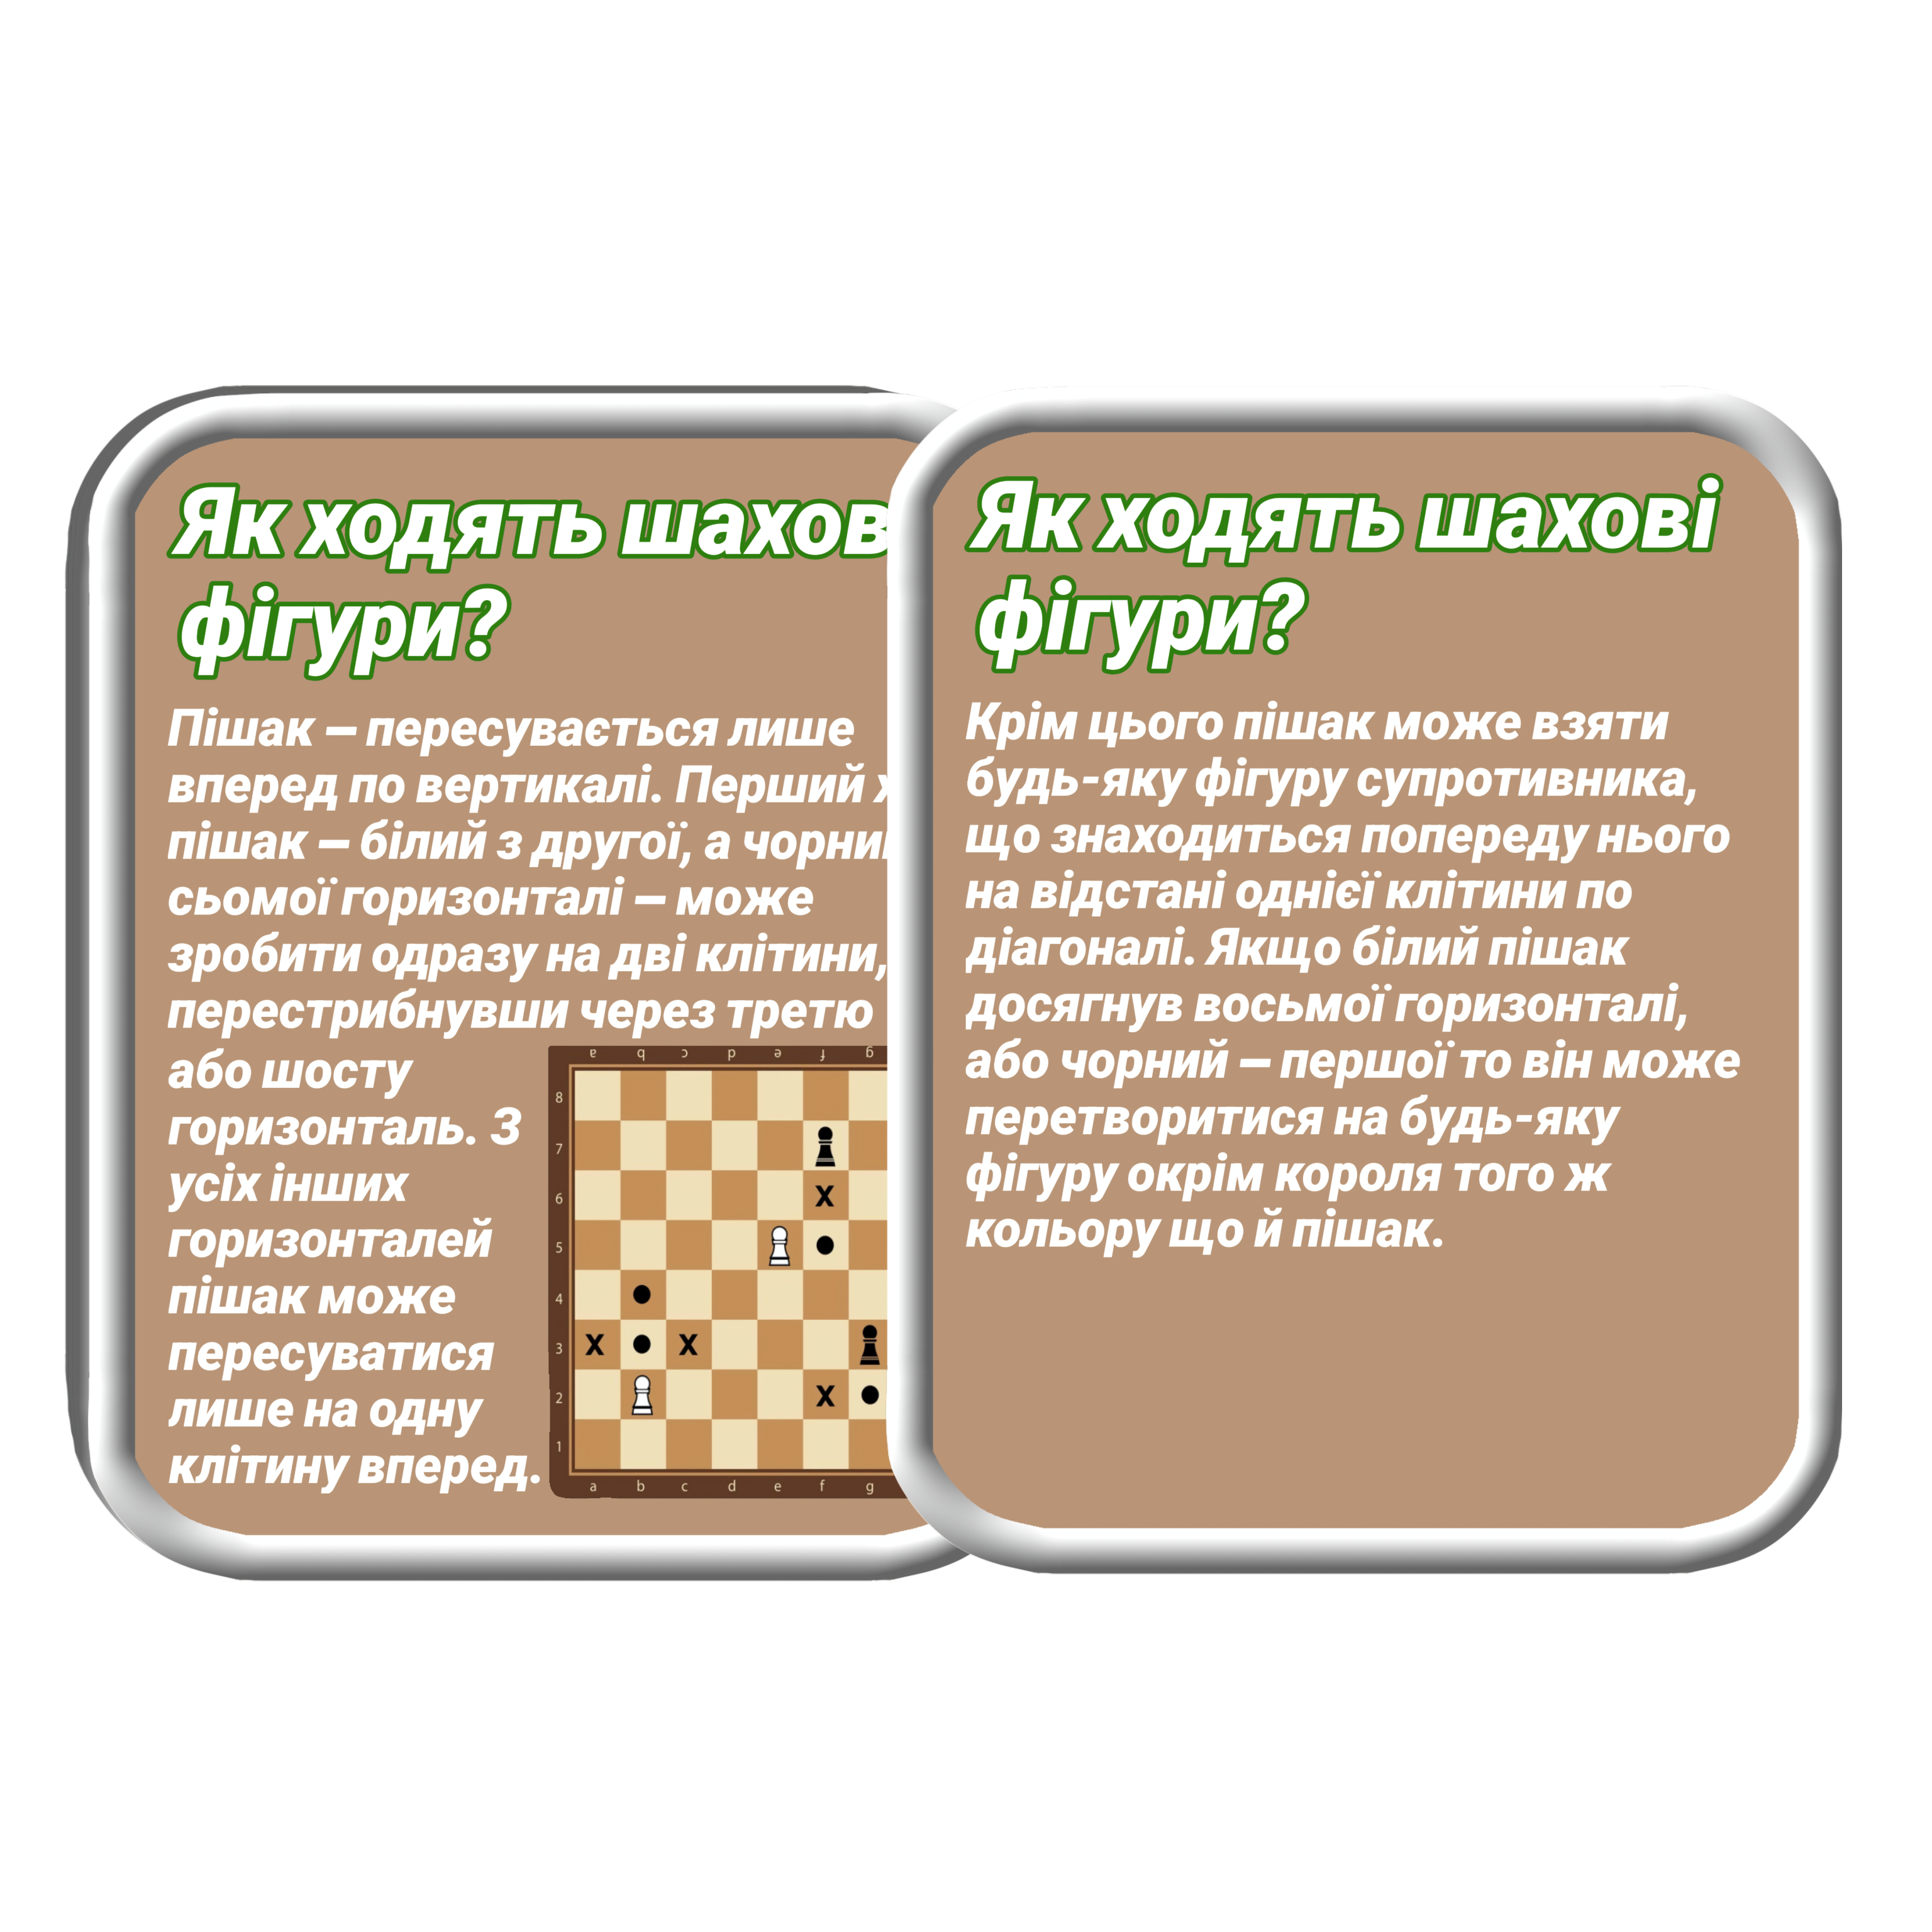 Як ходять шахов
фігури?
Пішак – пересувається лише
вперед по вертикалі. Перший
пішак – білий з другої, а
сьомої горизонталі – може
зробити одразу на дві клітини,
перестрибнувши через третю
або шосту
горизонталь. З
усіх інших
горизонталей
пішак може
пересуватися
лише на одну
клітину вперед.
a b c d e f g
8
7
6
5
4
3
2
1
a b c d e f g
x
x x
x
Як ходять шахові
фігури?
Крім цього пішак може взяти
будь-яку фігуру супротивника,
що знаходиться попереду нього
на відстані однієї клітини по
діагоналі. Якщо білий пішак
досягнув восьмої горизонталі,
або чорний – першої то він може
перетворитися на будь-яку
фігуру окрім короля того ж
кольору що й пішак.